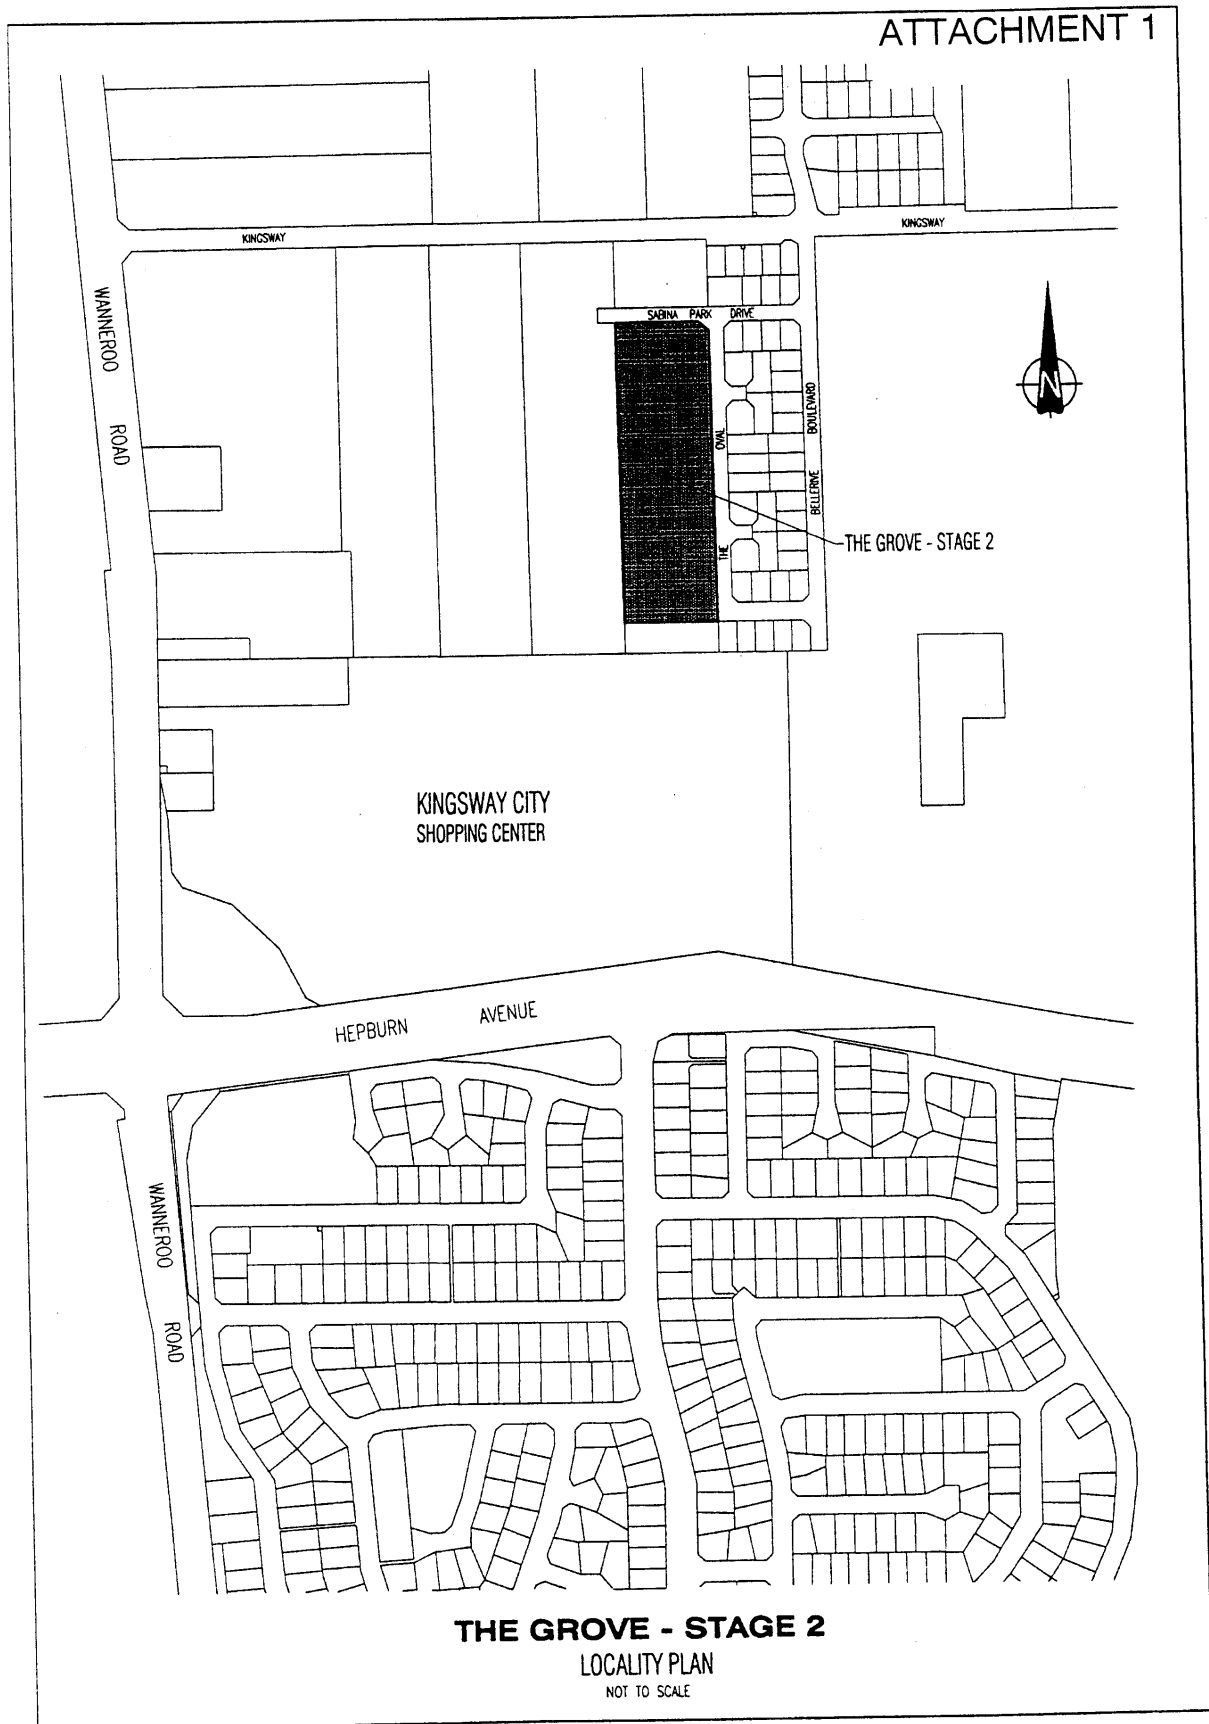 ATTACHMENT 1
KINGSWAY
KINGSWAY
WANNEROO
ROAD
SABINA PARK DRIVE
THE OVAL
BELLERIVE BOULEVARD
N
THE GROVE - STAGE 2
KINGSWAY CITY
SHOPPING CENTER
HEPBURN AVENUE
WANNEROO
ROAD
THE GROVE - STAGE 2
LOCALITY PLAN
NOT TO SCALE